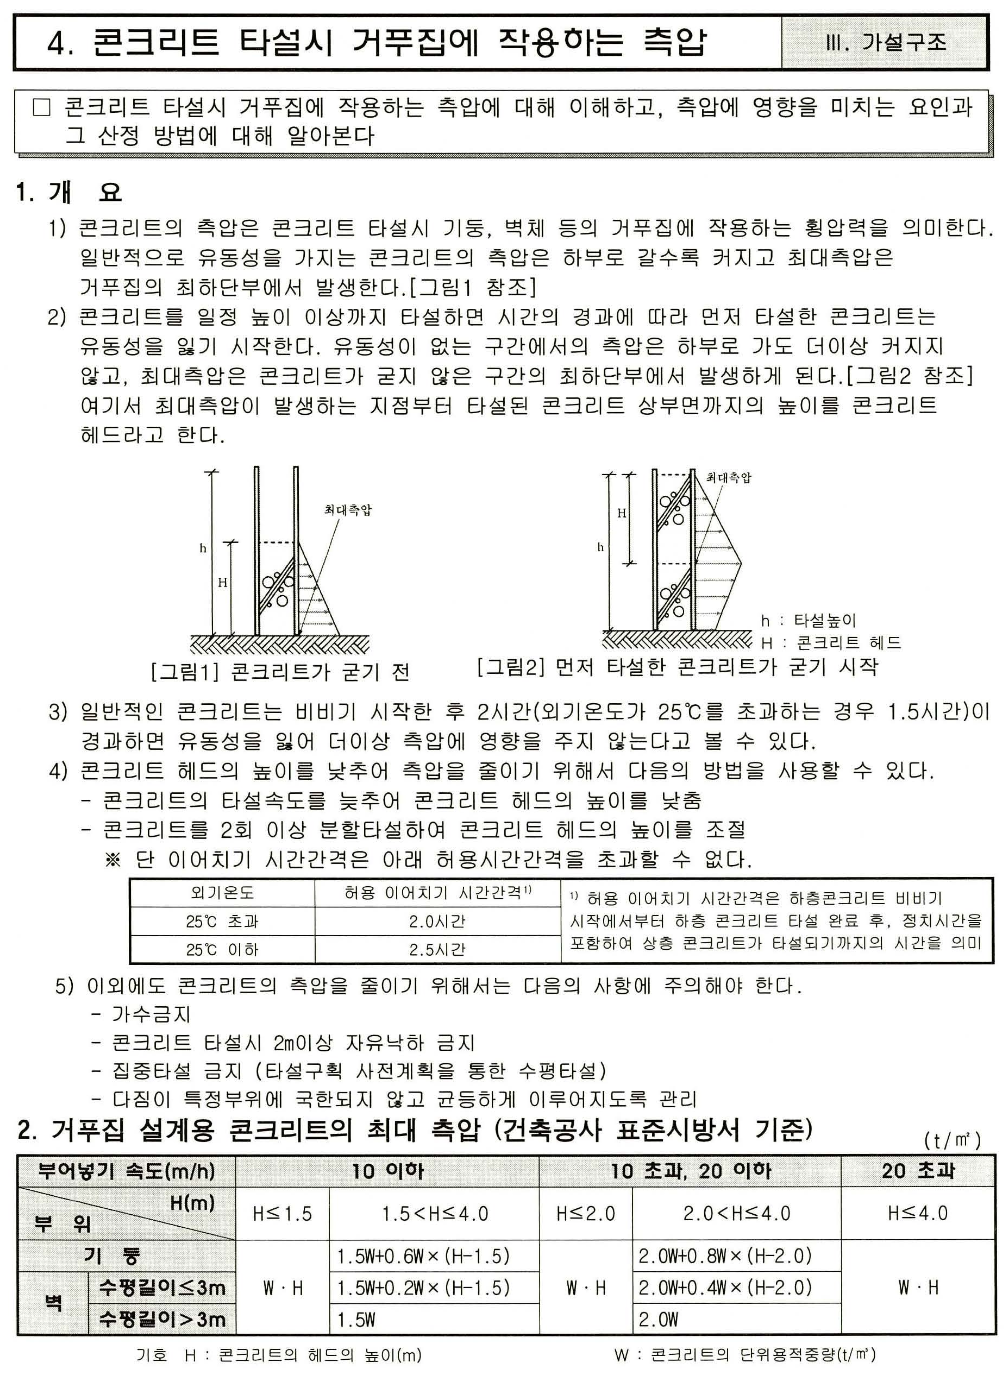 4. 콘크리트 타설시 거푸집에 작용하는 측압
Ⅲ. 가설구조
□ 콘크리트 타설시 거푸집에 작용하는 측압에 대해 이해하고, 측압에 영향을 미치는 요인과
그 산정 방법에 대해 알아본다
1. 개 요
1) 콘크리트의 측압은 콘크리트 타설시 기둥, 벽체 등의 거푸집에 작용하는 횡압력을 의미한다.
일반적으로 유동성을 가지는 콘크리트의 측압은 하부로 갈수록 커지고 최대측압은
거푸집의 최하단부에서 발생한다.[그림1 참조]
2) 콘크리트를 일정 높이 이상까지 타설하면 시간의 경과에 따라 먼저 타설한 콘크리트는
유동성을 잃기 시작한다. 유동성이 없는 구간에서의 측압은 하부로 가도 더이상 커지지
않고, 최대측압은 콘크리트가 굳지 않은 구간의 최하단부에서 발생하게 된다.[그림2 참조]
여기서 최대측압이 발생하는 지점부터 타설된 콘크리트 상부면까지의 높이를 콘크리트
헤드라고 한다.
h
H
최대측압
h
H
최대측압
h : 타설높이
H : 콘크리트 헤드
[그림1] 콘크리트가 굳기 전
[그림2] 먼저 타설한 콘크리트가 굳기 시작
3) 일반적인 콘크리트는 비비기 시작한 후 2시간(외기온도가 25℃를 초과하는 경우 1.5시간)이
경과하면 유동성을 잃어 더이상 측압에 영향을 주지 않는다고 볼 수 있다.
4) 콘크리트 헤드의 높이를 낮추어 측압을 줄이기 위해서 다음의 방법을 사용할 수 있다.
- 콘크리트의 타설속도를 늦추어 콘크리트 헤드의 높이를 낮춤
- 콘크리트를 2회 이상 분할타설하여 콘크리트 헤드의 높이를 조절
※ 단 이어치기 시간간격은 아래 허용시간간격을 초과할 수 없다.
외기온도 허용 이어치기 시간간격¹⁾
25℃ 초과 2.0시간
25℃ 이하 2.5시간
¹⁾ 허용 이어치기 시간간격은 하층콘크리트 비비기
시작에서부터 하층 콘크리트 타설 완료 후, 정치시간을
포함하여 상층 콘크리트가 타설되기까지의 시간을 의미
5) 이외에도 콘크리트의 측압을 줄이기 위해서는 다음의 사항에 주의해야 한다.
- 가수금지
- 콘크리트 타설시 2m이상 자유낙하 금지
- 집중타설 금지 (타설구획 사전계획을 통한 수평타설)
- 다짐이 특정부위에 국한되지 않고 균등하게 이루어지도록 관리
2. 거푸집 설계용 콘크리트의 최대 측압 (건축공사 표준시방서 기준)
(t/㎡)
부어넣기 속도(m/h) 10 이하 10 초과, 20 이하 20 초과
H(m)
부 위
H≤1.5 1.5<H≤4.0 H≤2.0 2.0<H≤4.0 H≤4.0
기 둥 W·H 1.5W+0.6W×(H-1.5) W·H 2.0W+0.8W×(H-2.0) W·H
벽 수평길이≤3m 1.5W+0.2W×(H-1.5) 2.0W+0.4W×(H-2.0)
수평길이>3m 1.5W 2.0W
기호 H : 콘크리트의 헤드의 높이(m) W : 콘크리트의 단위용적중량(t/㎥)